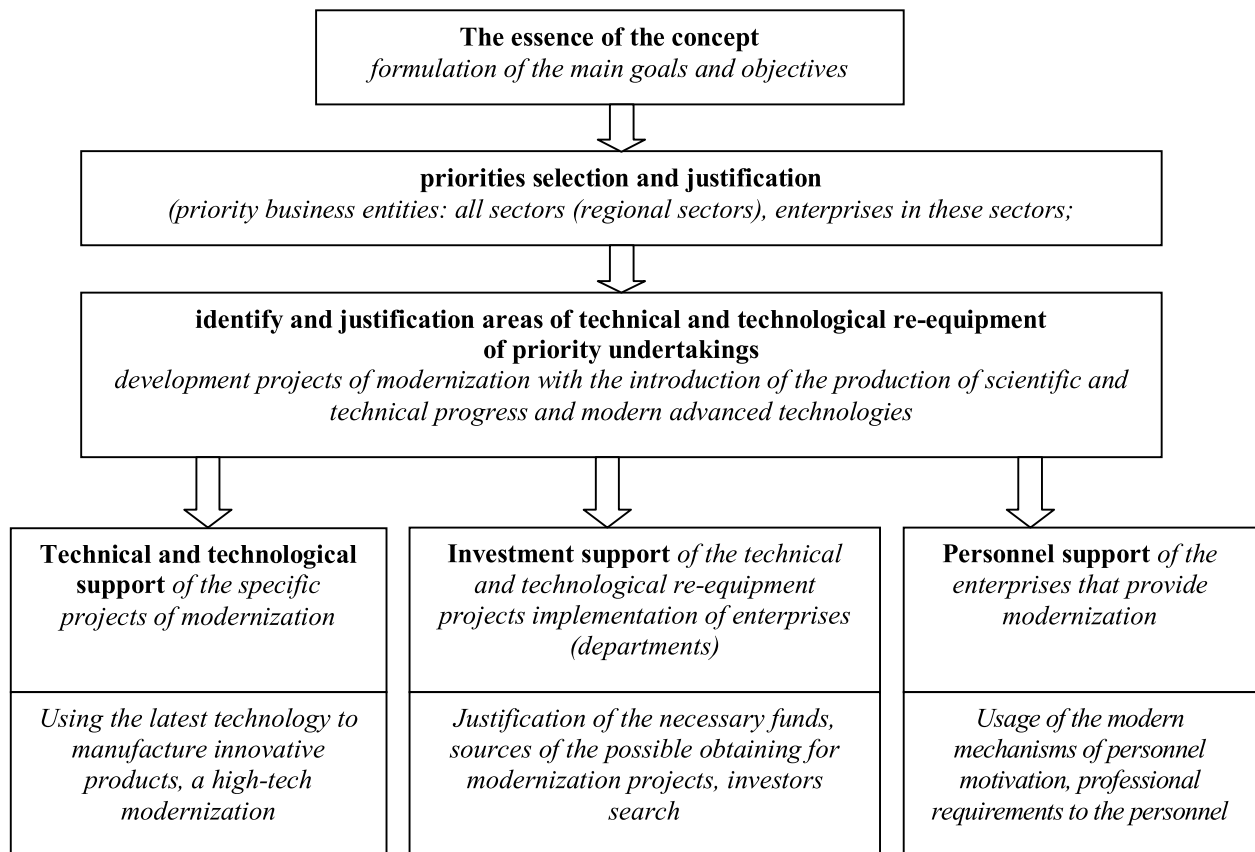 The essence of the concept
formulation of the main goals and objectives
priorities selection and justification
(priority business entities: all sectors (regional sectors), enterprises in these sectors;
identify and justification areas of technical and technological re-equipment
of priority undertakings
development projects of modernization with the introduction of the production of scientific and
technical progress and modern advanced technologies
Technical and technological
support of the specific
projects of modernization
Using the latest technology to
manufacture innovative
products, a high-tech
modernization
Investment support of the technical
and technological re-equipment
projects implementation of enterprises
(departments)
Justification of the necessary funds,
sources of the possible obtaining for
modernization projects, investors
search
Personnel support of the
enterprises that provide
modernization
Usage of the modern
mechanisms of personnel
motivation, professional
requirements to the personnel